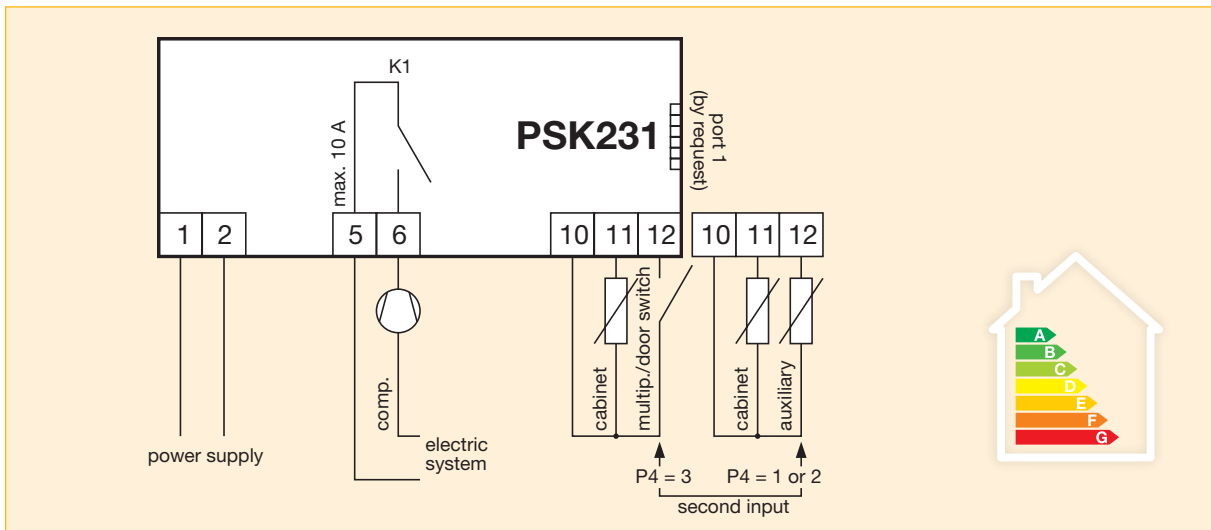 K1
max. 10 A
PSK231
port 1
(by request)
1 2 5 6 10 11 12 10 11 12
comp.
cabinet
multip./door switch
cabinet
auxiliary
power supply
electric
system
P4 = 3 P4 = 1 or 2
second input
A
B
C
D
E
F
G